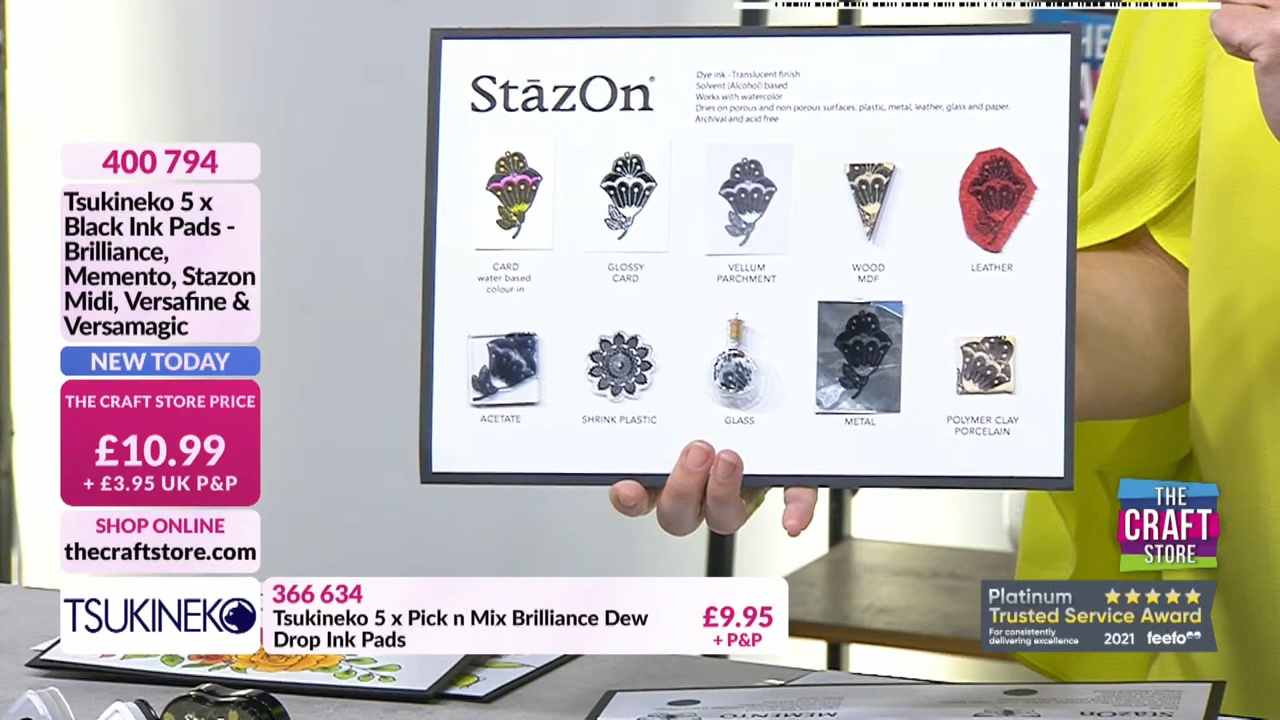 400 794
Tsukineko 5 x
Black Ink Pads -
Brilliance,
Memento, Stazon
Midi, Versafine &
Versamagic
NEW TODAY
THE CRAFT STORE PRICE
£10.99
+ £3.95 UK P&P
SHOP ONLINE
thecraftstore.com
TSUKINEKO
366 634
Tsukineko 5 x Pick n Mix Brilliance Dew
Drop Ink Pads
£9.95
+ P&P
StāzOn®
Dye ink - Translucent finish
Solvent (Alcohol) based
Works with watercolor
Dries on porous and non porous surfaces: plastic, metal, leather, glass and paper.
Archival and acid free
CARD
water based
colour in
GLOSSY
CARD
VELLUM
PARCHMENT
WOOD
MDF
LEATHER
ACETATE
SHRINK PLASTIC
GLASS
METAL
POLYMER CLAY
PORCELAIN
THE
CRAFT
STORE
Platinum
Trusted Service Award
For consistently
delivering excellence
2021 feefo
MEMENTO
StāzOn